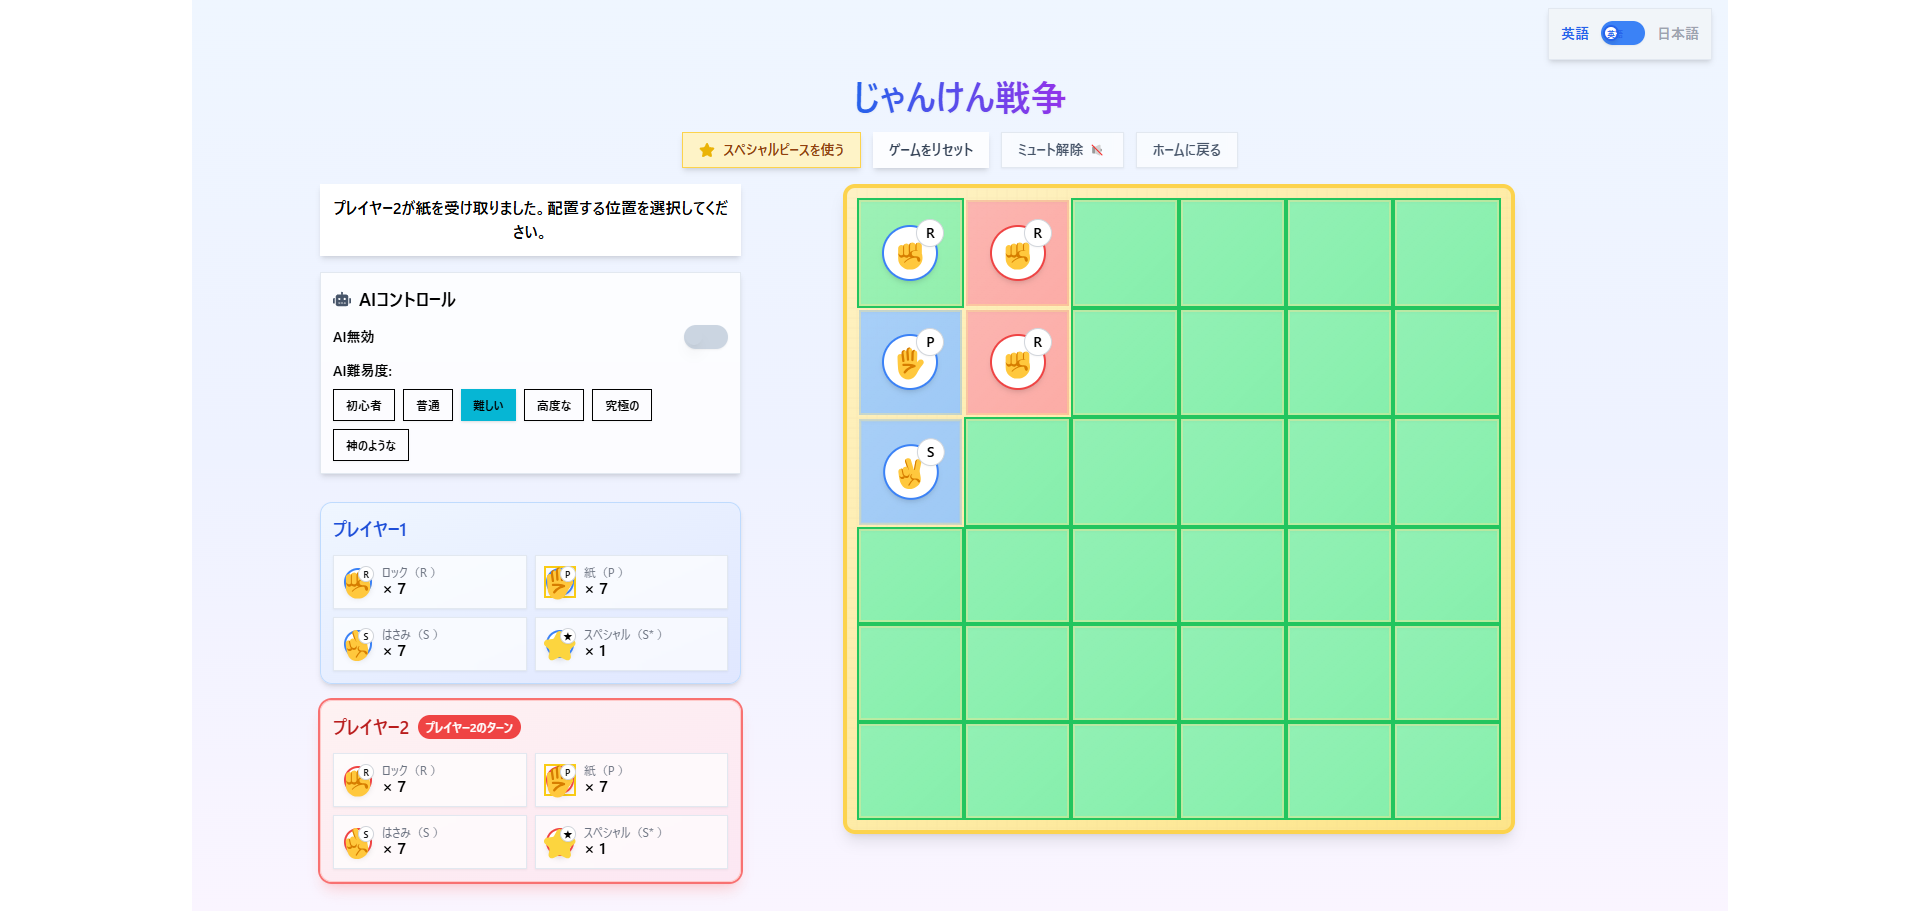 英語
英
日本語
じゃんけん戦争
スペシャルピースを使う
ゲームをリセット
ミュート解除
ホームに戻る
プレイヤー2が紙を受け取りました。配置する位置を選択してくだ
さい。
AIコントロール
AI無効
AI難易度:
初心者
普通
難しい
高度な
究極の
神のような
プレイヤー1
R
ロック（R）
× 7
P
紙（P）
× 7
S
はさみ（S）
× 7
スペシャル（S*）
× 1
プレイヤー2
プレイヤー2のターン
R
ロック（R）
× 7
P
紙（P）
× 7
S
はさみ（S）
× 7
スペシャル（S*）
× 1
R
R
P
R
S